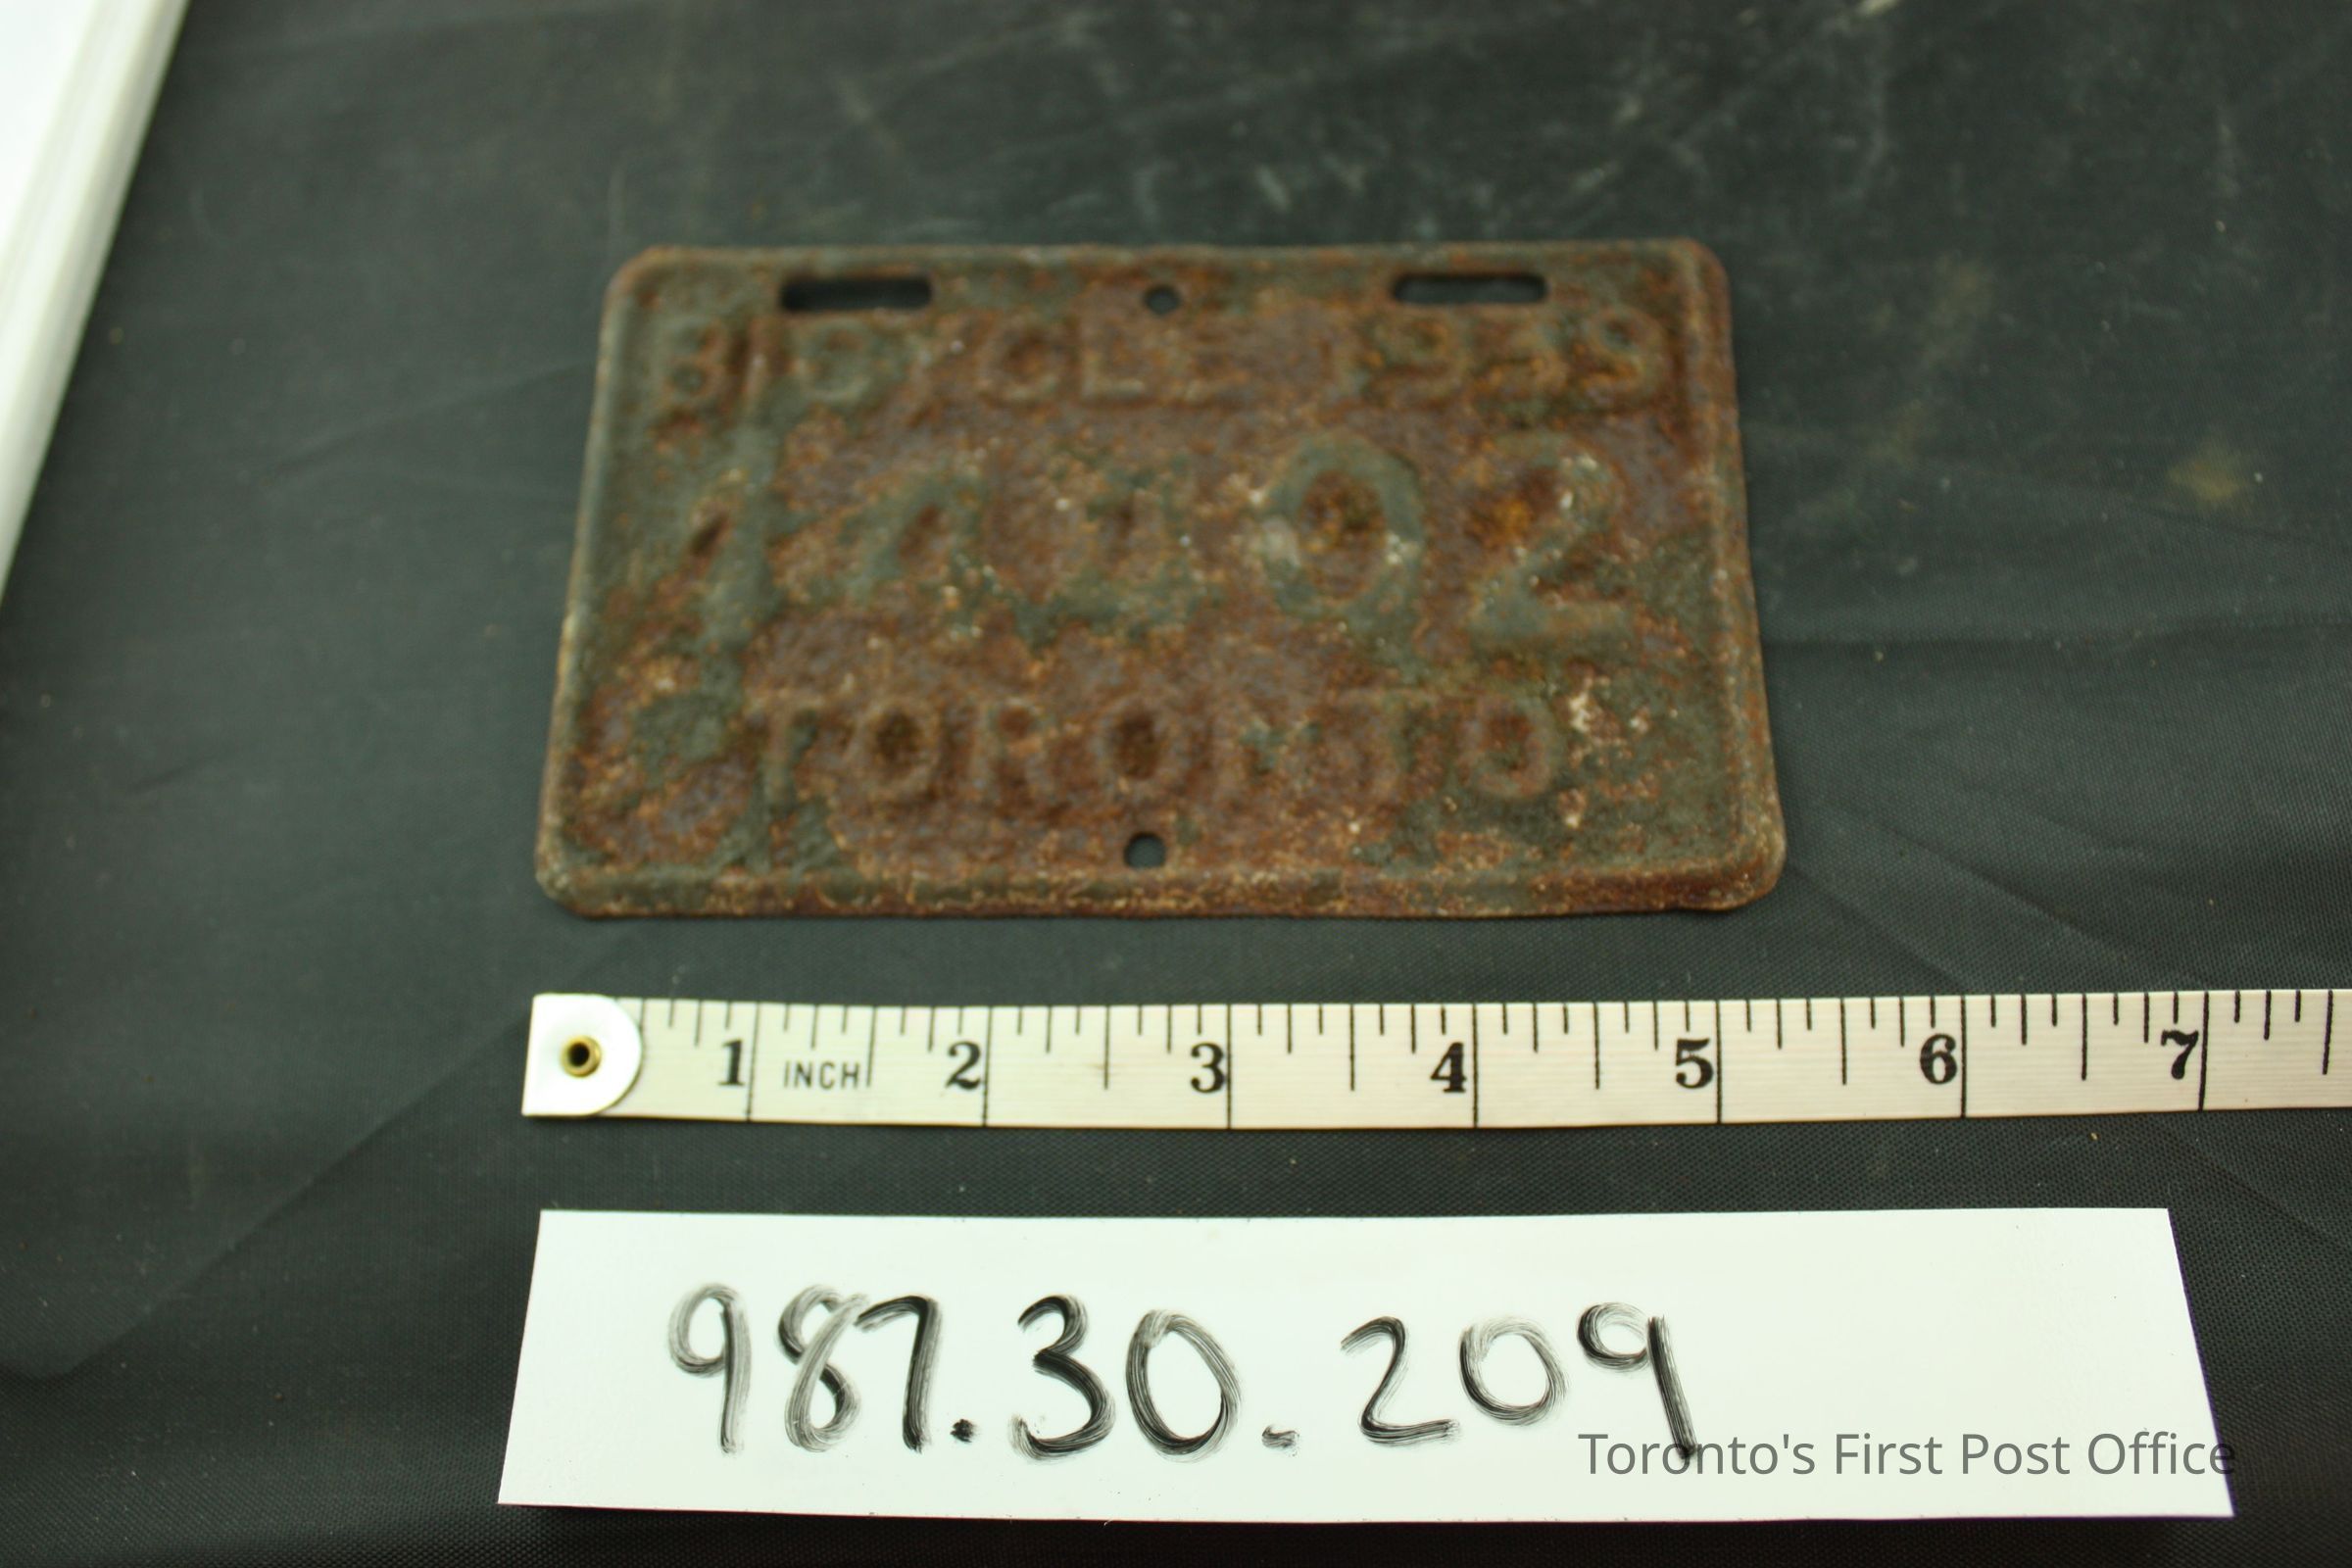 BICYCLE 1939
TORONTO
1 INCH 2 3 4 5 6 7
987.30.209
Toronto's First Post Office